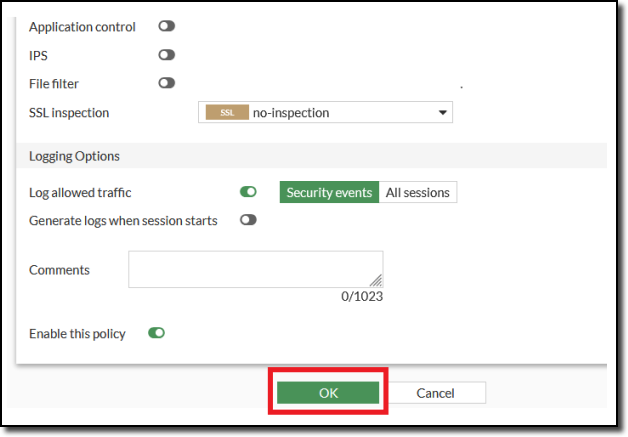 Application control
IPS
File filter
.
SSL inspection SSL no-inspection
Logging Options
Log allowed traffic Security events All sessions
Generate logs when session starts
Comments
0/1023
Enable this policy
OK Cancel